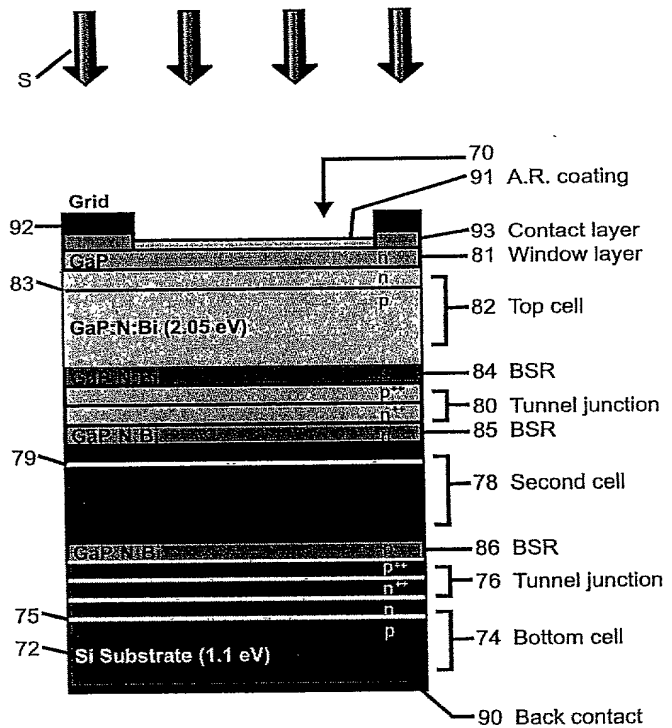 S
70
91 A.R. coating
Grid
92
93 Contact layer
GaP n
81 Window layer
n
83
p
82 Top cell
GaP:N:Bi (2.05 eV)
GaP:N:Bi
84 BSR
p++
80 Tunnel junction
n++
GaP:N:Bi
85 BSR
79
78 Second cell
GaP:N:Bi
86 BSR
p++
76 Tunnel junction
n++
n
75
p
74 Bottom cell
72
Si Substrate (1.1 eV)
90 Back contact